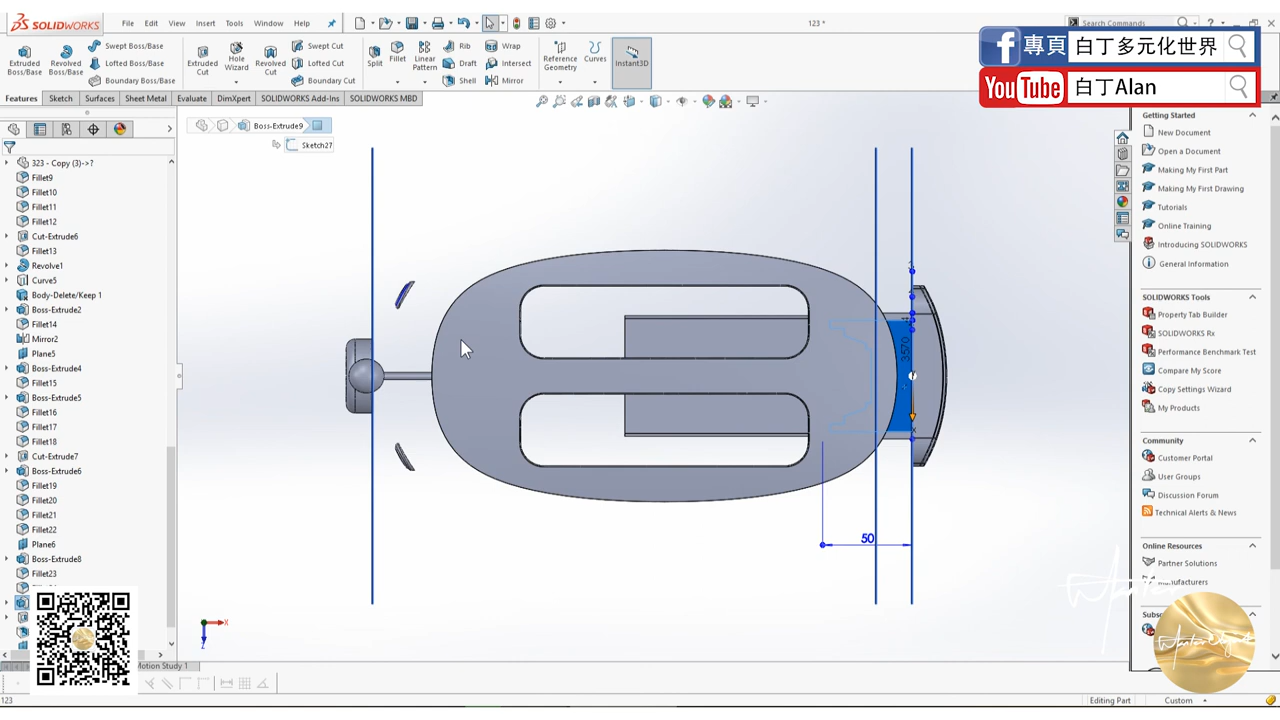 SOLIDWORKS
File Edit View Insert Tools Window Help
123 *
Search Commands
專頁 白丁多元化世界
YouTube 白丁Alan
Extruded Boss/Base
Revolved Boss/Base
Swept Boss/Base
Lofted Boss/Base
Boundary Boss/Base
Extruded Cut
Hole Wizard
Revolved Cut
Swept Cut
Lofted Cut
Boundary Cut
Split
Fillet
Linear Pattern
Rib
Draft
Shell
Wrap
Intersect
Mirror
Reference Geometry
Curves
Instant3D
Features Sketch Surfaces Sheet Metal Evaluate DimXpert SOLIDWORKS Add-Ins SOLIDWORKS MBD
Boss-Extrude9
Sketch27
323 - Copy (3)->?
Fillet9
Fillet10
Fillet11
Fillet12
Cut-Extrude6
Fillet13
Revolve1
Curve5
Body-Delete/Keep 1
Boss-Extrude2
Fillet14
Mirror2
Plane5
Boss-Extrude4
Fillet15
Boss-Extrude5
Fillet16
Fillet17
Fillet18
Cut-Extrude7
Boss-Extrude6
Fillet19
Fillet20
Fillet21
Fillet22
Plane6
Boss-Extrude8
Fillet23
50
X
Z
Getting Started
New Document
Open a Document
Making My First Part
Making My First Drawing
Tutorials
Online Training
Introducing SOLIDWORKS
General Information
SOLIDWORKS Tools
Property Tab Builder
SOLIDWORKS Rx
Performance Benchmark Test
Compare My Score
Copy Settings Wizard
My Products
Community
Customer Portal
User Groups
Discussion Forum
Technical Alerts & News
Online Resources
Partner Solutions
Manufacturers
Motion Study 1
123
Editing Part
Custom